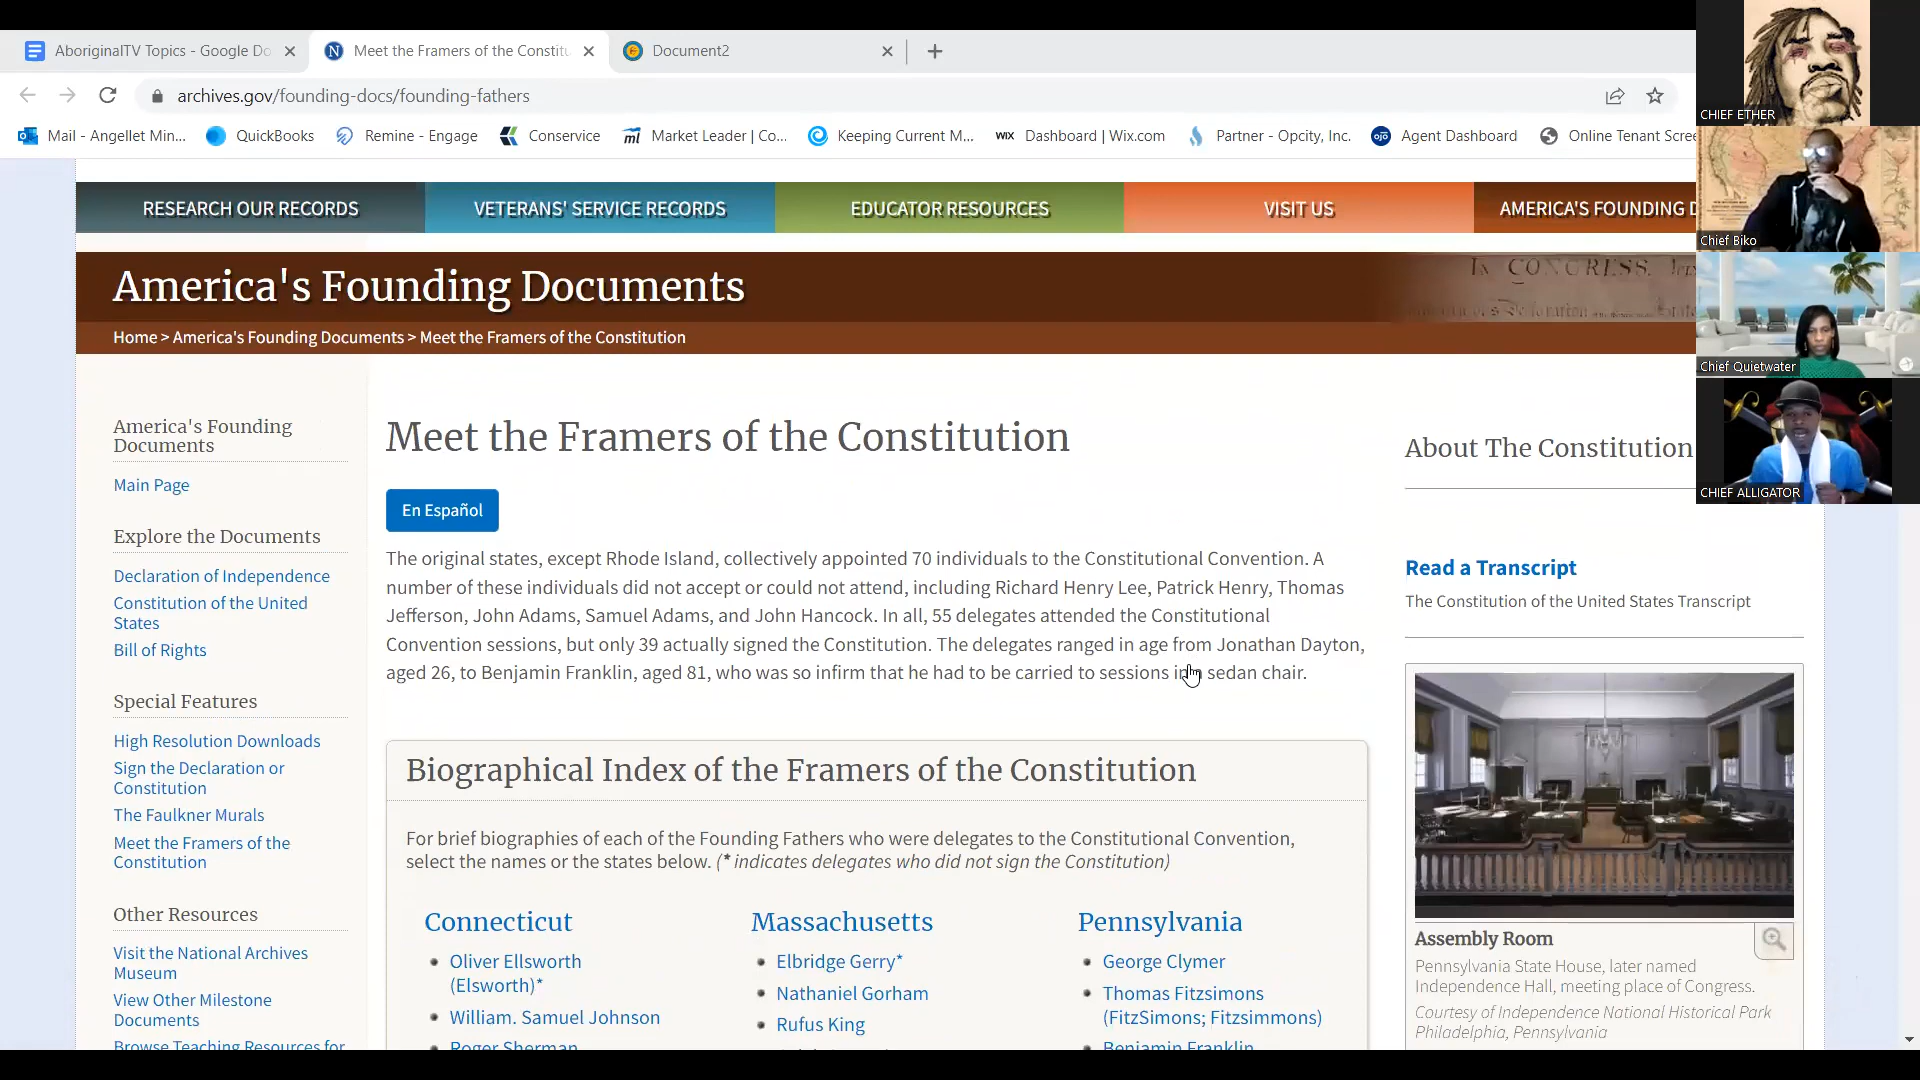 AboriginalTV Topics - Google Do
Meet the Framers of the Constitu
Document2
archives.gov/founding-docs/founding-fathers
Mail - Angellet Min...
QuickBooks
Remine - Engage
Conservice
ml
Market Leader | Co...
Keeping Current M...
WIX
Dashboard | Wix.com
Partner - Opcity, Inc.
ojo
Agent Dashboard
Online Tenant Scre
CHIEF ETHER
Chief Biko
Chief Quietwater
CHIEF ALLIGATOR
RESEARCH OUR RECORDS
VETERANS' SERVICE RECORDS
EDUCATOR RESOURCES
VISIT US
AMERICA'S FOUNDING D
America's Founding Documents
IN CONGRESS.
Home > America's Founding Documents > Meet the Framers of the Constitution
America's Founding
Documents
Main Page
Explore the Documents
Declaration of Independence
Constitution of the United
States
Bill of Rights
Special Features
High Resolution Downloads
Sign the Declaration or
Constitution
The Faulkner Murals
Meet the Framers of the
Constitution
Other Resources
Visit the National Archives
Museum
View Other Milestone
Documents
Browse Teaching Resources for
Meet the Framers of the Constitution
En Español
The original states, except Rhode Island, collectively appointed 70 individuals to the Constitutional Convention. A
number of these individuals did not accept or could not attend, including Richard Henry Lee, Patrick Henry, Thomas
Jefferson, John Adams, Samuel Adams, and John Hancock. In all, 55 delegates attended the Constitutional
Convention sessions, but only 39 actually signed the Constitution. The delegates ranged in age from Jonathan Dayton,
aged 26, to Benjamin Franklin, aged 81, who was so infirm that he had to be carried to sessions in sedan chair.
Biographical Index of the Framers of the Constitution
For brief biographies of each of the Founding Fathers who were delegates to the Constitutional Convention,
select the names or the states below. (* indicates delegates who did not sign the Constitution)
Connecticut
Oliver Ellsworth
(Elsworth)*
William. Samuel Johnson
Roger Sherman
Massachusetts
Elbridge Gerry*
Nathaniel Gorham
Rufus King
Pennsylvania
George Clymer
Thomas Fitzsimons
(FitzSimons; Fitzsimmons)
Benjamin Franklin
About The Constitution
Read a Transcript
The Constitution of the United States Transcript
Assembly Room
Pennsylvania State House, later named
Independence Hall, meeting place of Congress.
Courtesy of Independence National Historical Park
Philadelphia, Pennsylvania